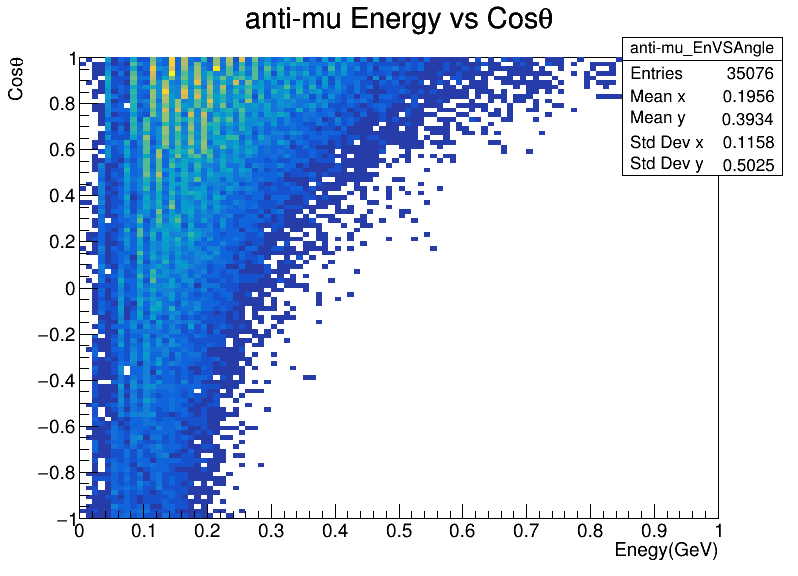 anti-mu Energy vs Cosθ
anti-mu_EnVSAngle
Entries 35076
Mean x 0.1956
Mean y 0.3934
Std Dev x 0.1158
Std Dev y 0.5025
Cosθ
1
0.8
0.6
0.4
0.2
0
−0.2
−0.4
−0.6
−0.8
−1
0 0.1 0.2 0.3 0.4 0.5 0.6 0.7 0.8 0.9 1
Enegy(GeV)